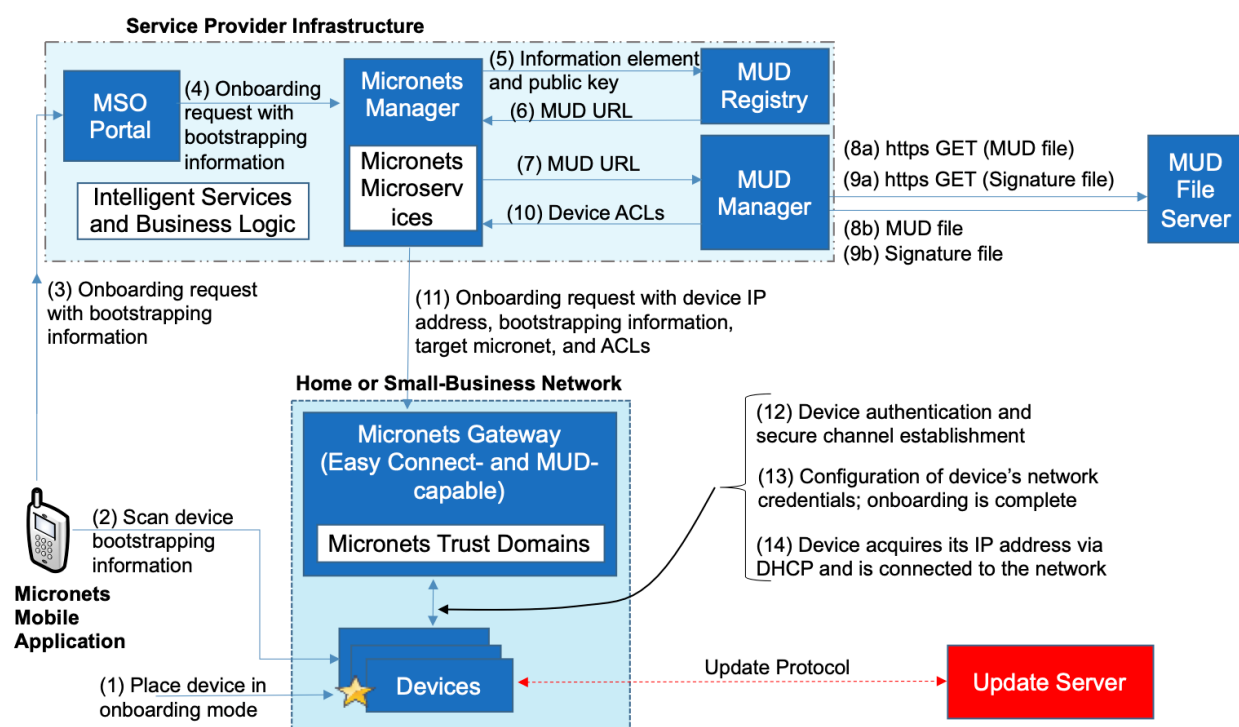 Service Provider Infrastructure
MSO
Portal
(4) Onboarding
request with
bootstrapping
information
Intelligent Services
and Business Logic
Micronets
Manager
Micronets
Microserv
ices
(5) Information element
and public key
(6) MUD URL
MUD
Registry
(7) MUD URL
(10) Device ACLs
MUD
Manager
(8a) https GET (MUD file)
(9a) https GET (Signature file)
(8b) MUD file
(9b) Signature file
MUD
File
Server
(3) Onboarding request
with bootstrapping
information
(11) Onboarding request with device IP
address, bootstrapping information,
target micronet, and ACLs
Home or Small-Business Network
Micronets Gateway
(Easy Connect- and MUD-
capable)
Micronets Trust Domains
(12) Device authentication and
secure channel establishment
(13) Configuration of device's network
credentials; onboarding is complete
(14) Device acquires its IP address via
DHCP and is connected to the network
(2) Scan device
bootstrapping
information
Micronets
Mobile
Application
(1) Place device in
onboarding mode
Devices
Update Protocol
Update Server